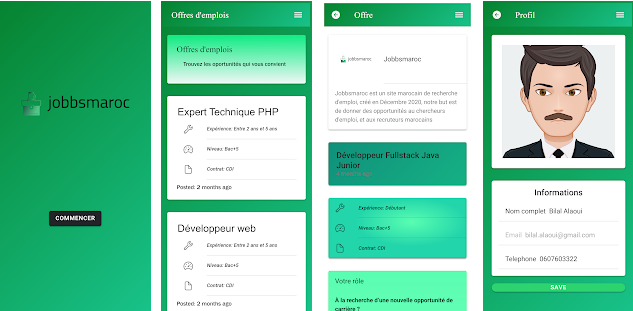 jobbsmaroc
COMMENCER
Offres d'emplois
Offres d'emplois
Trouvez les oportunités qui vous convient
Expert Technique PHP
Expérience: Entre 2 ans et 5 ans
Niveau: Bac+5
Contrat: CDI
Posted: 2 months ago
Développeur web
Expérience: Entre 2 ans et 5 ans
Niveau: Bac+5
Contrat: CDI
Posted: 2 months ago
Offre
jobbsmaroc
Jobbsmaroc
Jobbsmaroc est un site marocain de recherche
d'emploi, créé en Décembre 2020, notre but est
de donner des opportunités au chercheurs
d'emploi, et aux recruteurs marocains
Développeur Fullstack Java
Junior
2 months ago
Expérience: Débutant
Niveau: Bac+5
Contrat: CDI
Votre rôle
À la recherche d'une nouvelle opportunité de
carrière ?
Profil
Informations
Nom complet Bilal Alaoui
Email bilal.alaoui@gmail.com
Telephone 0607603322
SAVE